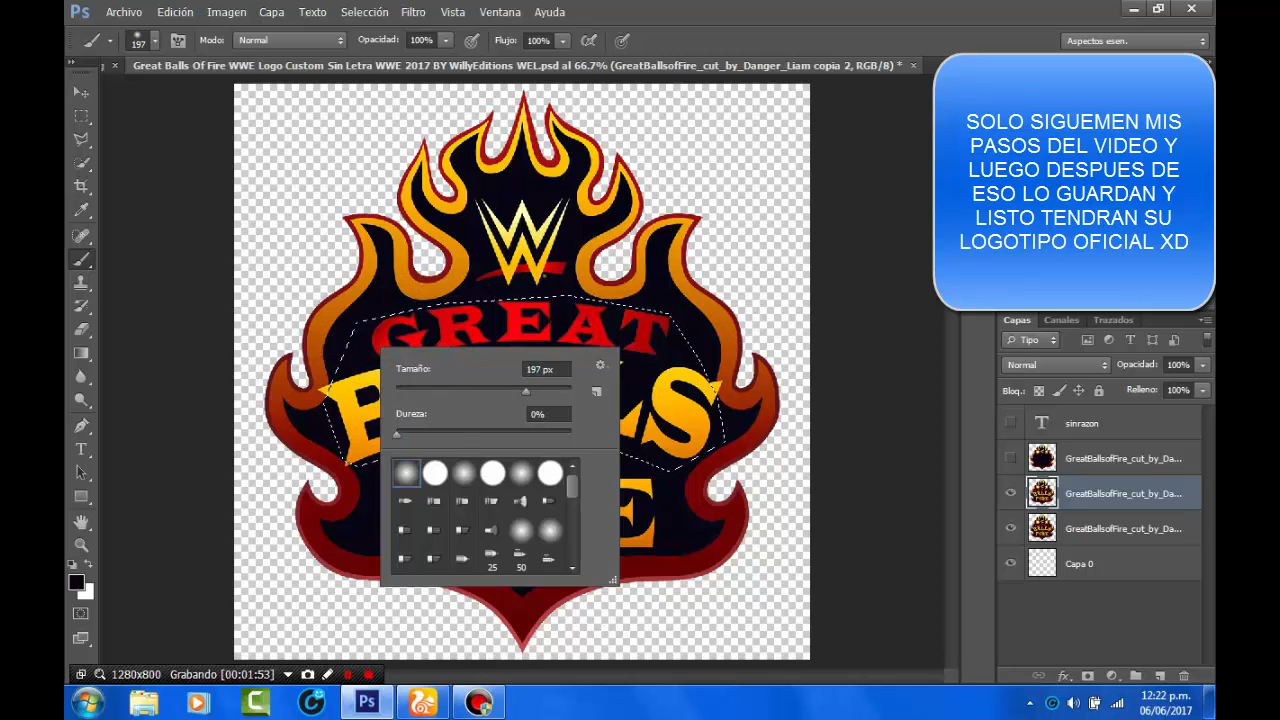 Ps Archivo Edición Imagen Capa Texto Selección Filtro Vista Ventana Ayuda
197 Modo: Normal Opacidad: 100% Flujo: 100% Aspectos esen.
Great Balls Of Fire WWE Logo Custom Sin Letra WWE 2017 BY WillyEditions WEL.psd al 66.7% (GreatBallsofFire_cut_by_Danger_Liam copia 2, RGB/8) *
SOLO SIGUEMEN MIS
PASOS DEL VIDEO Y
LUEGO DESPUES DE
ESO LO GUARDAN Y
LISTO TENDRAN SU
LOGOTIPO OFICIAL XD
W
GREAT
Tamaño: 197 px
Dureza: 0%
25 50
Capas Canales Trazados
Tipo
Normal Opacidad: 100%
Bloq.: Relleno: 100%
sinrazon
GreatBallsofFire_cut_by_Da...
GreatBallsofFire_cut_by_Da...
GreatBallsofFire_cut_by_Da...
Capa 0
1280x800 Grabando [00:01:53]
Ps
12:22 p.m.
06/06/2017